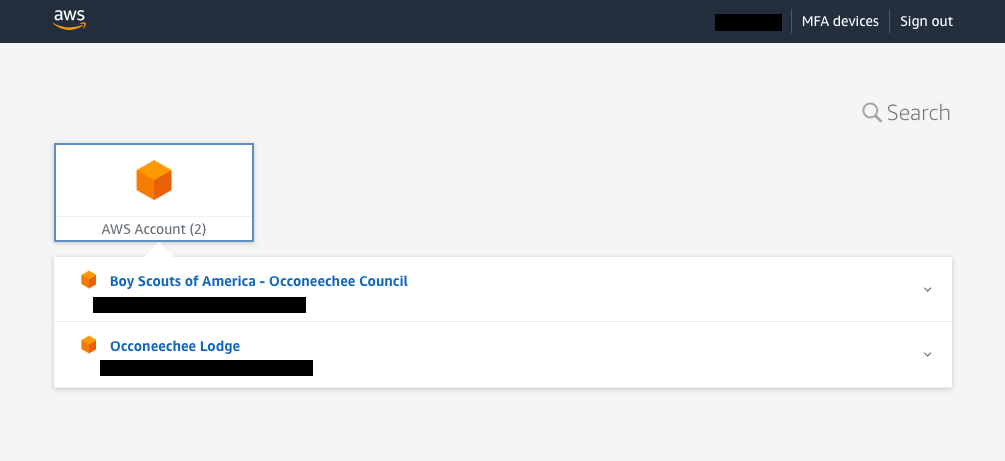 aws
MFA devices
Sign out
Search
AWS Account (2)
Boy Scouts of America - Occoneechee Council
Occoneechee Lodge